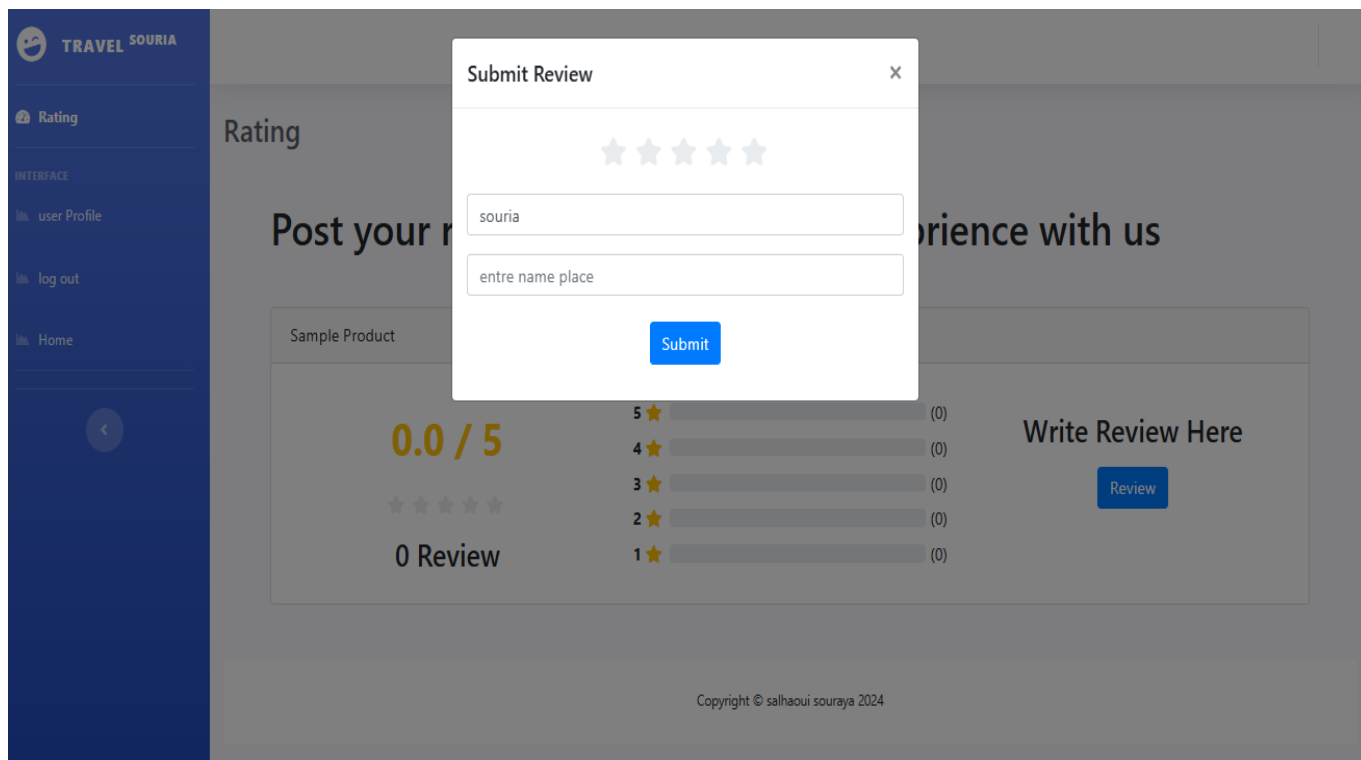 TRAVEL SOURIA
Rating
INTERFACE
user Profile
log out
Home
Rating
Submit Review
×
souria
entre name place
Submit
Post your
rience with us
Sample Product
0.0 / 5
0 Review
5 (0)
4 (0)
3 (0)
2 (0)
1 (0)
Write Review Here
Review
Copyright © salhaoui souraya 2024